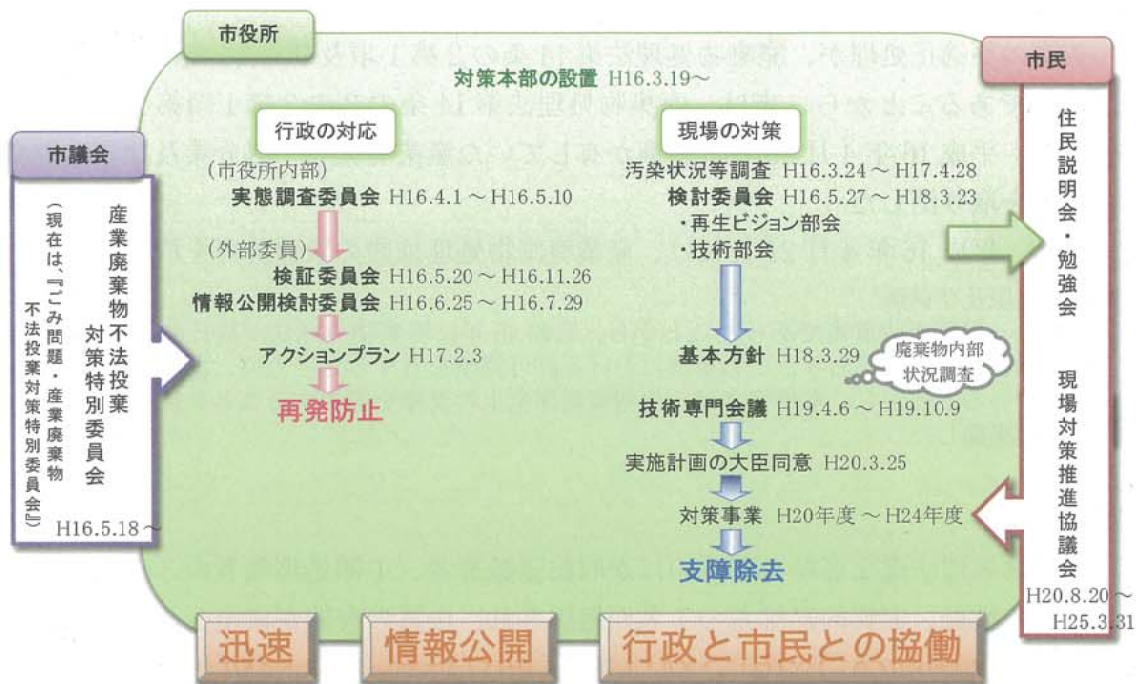 市役所
対策本部の設置 H16.3.19～
市議会
産業廃棄物不法投棄
対策特別委員会
(現在は、『ごみ問題・産業廃棄物
不法投棄対策特別委員会』)
H16.5.18～
行政の対応
(市役所内部)
実態調査委員会 H16.4.1～H16.5.10
(外部委員)
検証委員会 H16.5.20～H16.11.26
情報公開検討委員会 H16.6.25～H16.7.29
アクションプラン H17.2.3
再発防止
現場の対策
汚染状況等調査 H16.3.24～H17.4.28
検討委員会 H16.5.27～H18.3.23
・再生ビジョン部会
・技術部会
基本方針 H18.3.29
廃棄物内部
状況調査
技術専門会議 H19.4.6～H19.10.9
実施計画の大臣同意 H20.3.25
対策事業 H20年度～H24年度
支障除去
市民
住民説明会・勉強会
現場対策推進協議会
H20.8.20～
H25.3.31
迅速
情報公開
行政と市民との協働